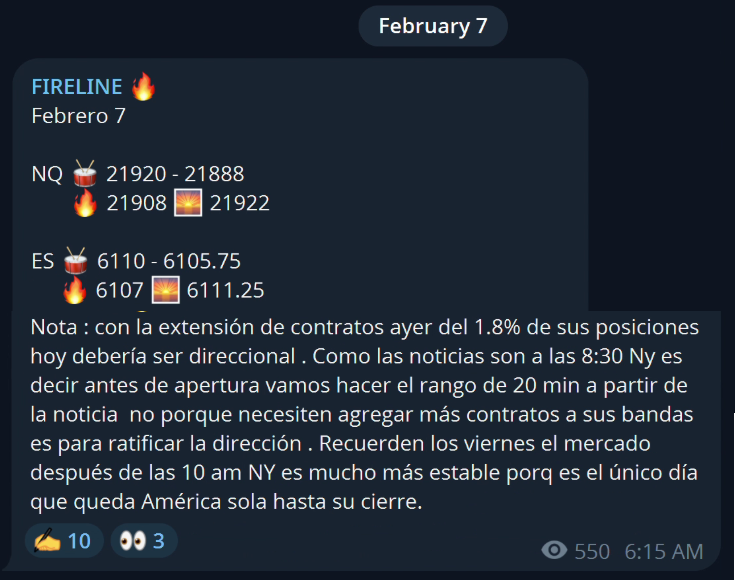 February 7
FIRELINE 🔥
Febrero 7
NQ 🥁 21920 - 21888
🔥 21908 🌅 21922
ES 🥁 6110 - 6105.75
🔥 6107 🌅 6111.25
Nota : con la extensión de contratos ayer del 1.8% de sus posiciones
hoy debería ser direccional . Como las noticias son a las 8:30 Ny es
decir antes de apertura vamos hacer el rango de 20 min a partir de
la noticia  no porque necesiten agregar más contratos a sus bandas
es para ratificar la dirección . Recuerden los viernes el mercado
después de las 10 am NY es mucho más estable porq es el único día
que queda América sola hasta su cierre.
✍️ 10 👀 3
550 6:15 AM